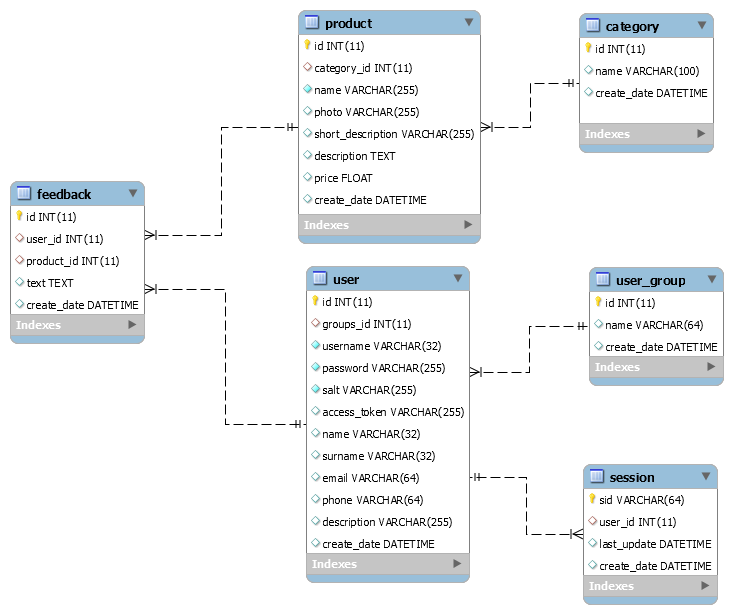 product
id INT(11)
category_id INT(11)
name VARCHAR(255)
photo VARCHAR(255)
short_description VARCHAR(255)
description TEXT
price FLOAT
create_date DATETIME
Indexes
category
id INT(11)
name VARCHAR(100)
create_date DATETIME
Indexes
feedback
id INT(11)
user_id INT(11)
product_id INT(11)
text TEXT
create_date DATETIME
Indexes
user
id INT(11)
groups_id INT(11)
username VARCHAR(32)
password VARCHAR(255)
salt VARCHAR(255)
access_token VARCHAR(255)
name VARCHAR(32)
surname VARCHAR(32)
email VARCHAR(64)
phone VARCHAR(64)
description VARCHAR(255)
create_date DATETIME
Indexes
user_group
id INT(11)
name VARCHAR(64)
create_date DATETIME
Indexes
session
sid VARCHAR(64)
user_id INT(11)
last_update DATETIME
create_date DATETIME
Indexes